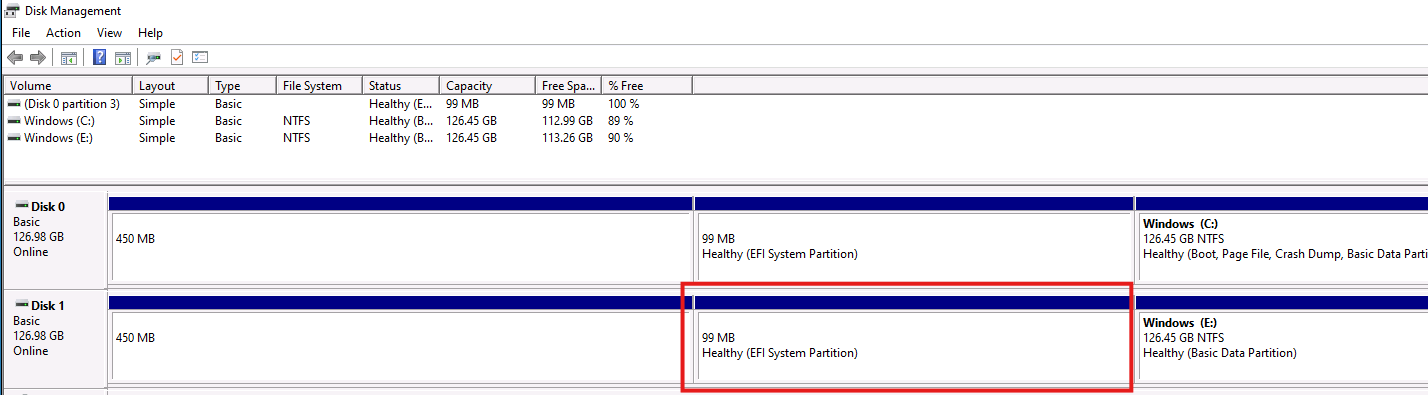 Disk Management
File Action View Help
Volume Layout Type File System Status Capacity Free Spa... % Free
(Disk 0 partition 3) Simple Basic Healthy (E... 99 MB 99 MB 100 %
Windows (C:) Simple Basic NTFS Healthy (B... 126.45 GB 112.99 GB 89 %
Windows (E:) Simple Basic NTFS Healthy (B... 126.45 GB 113.26 GB 90 %
Disk 0
Basic
126.98 GB
Online
450 MB
99 MB
Healthy (EFI System Partition)
Windows (C:)
126.45 GB NTFS
Healthy (Boot, Page File, Crash Dump, Basic Data Parti
Disk 1
Basic
126.98 GB
Online
450 MB
99 MB
Healthy (EFI System Partition)
Windows (E:)
126.45 GB NTFS
Healthy (Basic Data Partition)